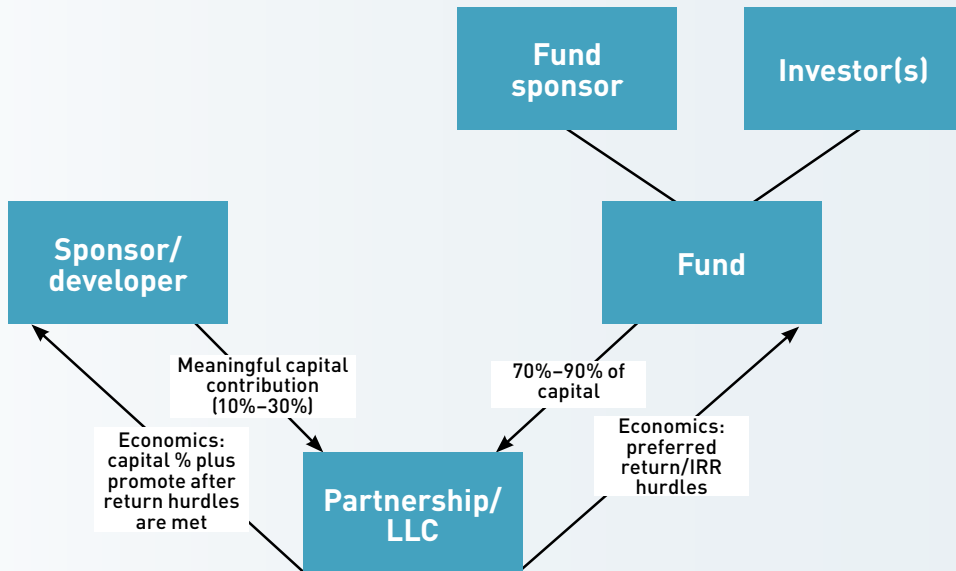 Fund
sponsor
Investor(s)
Sponsor/
developer
Fund
Meaningful capital
contribution
(10%–30%)
70%–90% of
capital
Economics:
capital % plus
promote after
return hurdles
are met
Economics:
preferred
return/IRR
hurdles
Partnership/
LLC